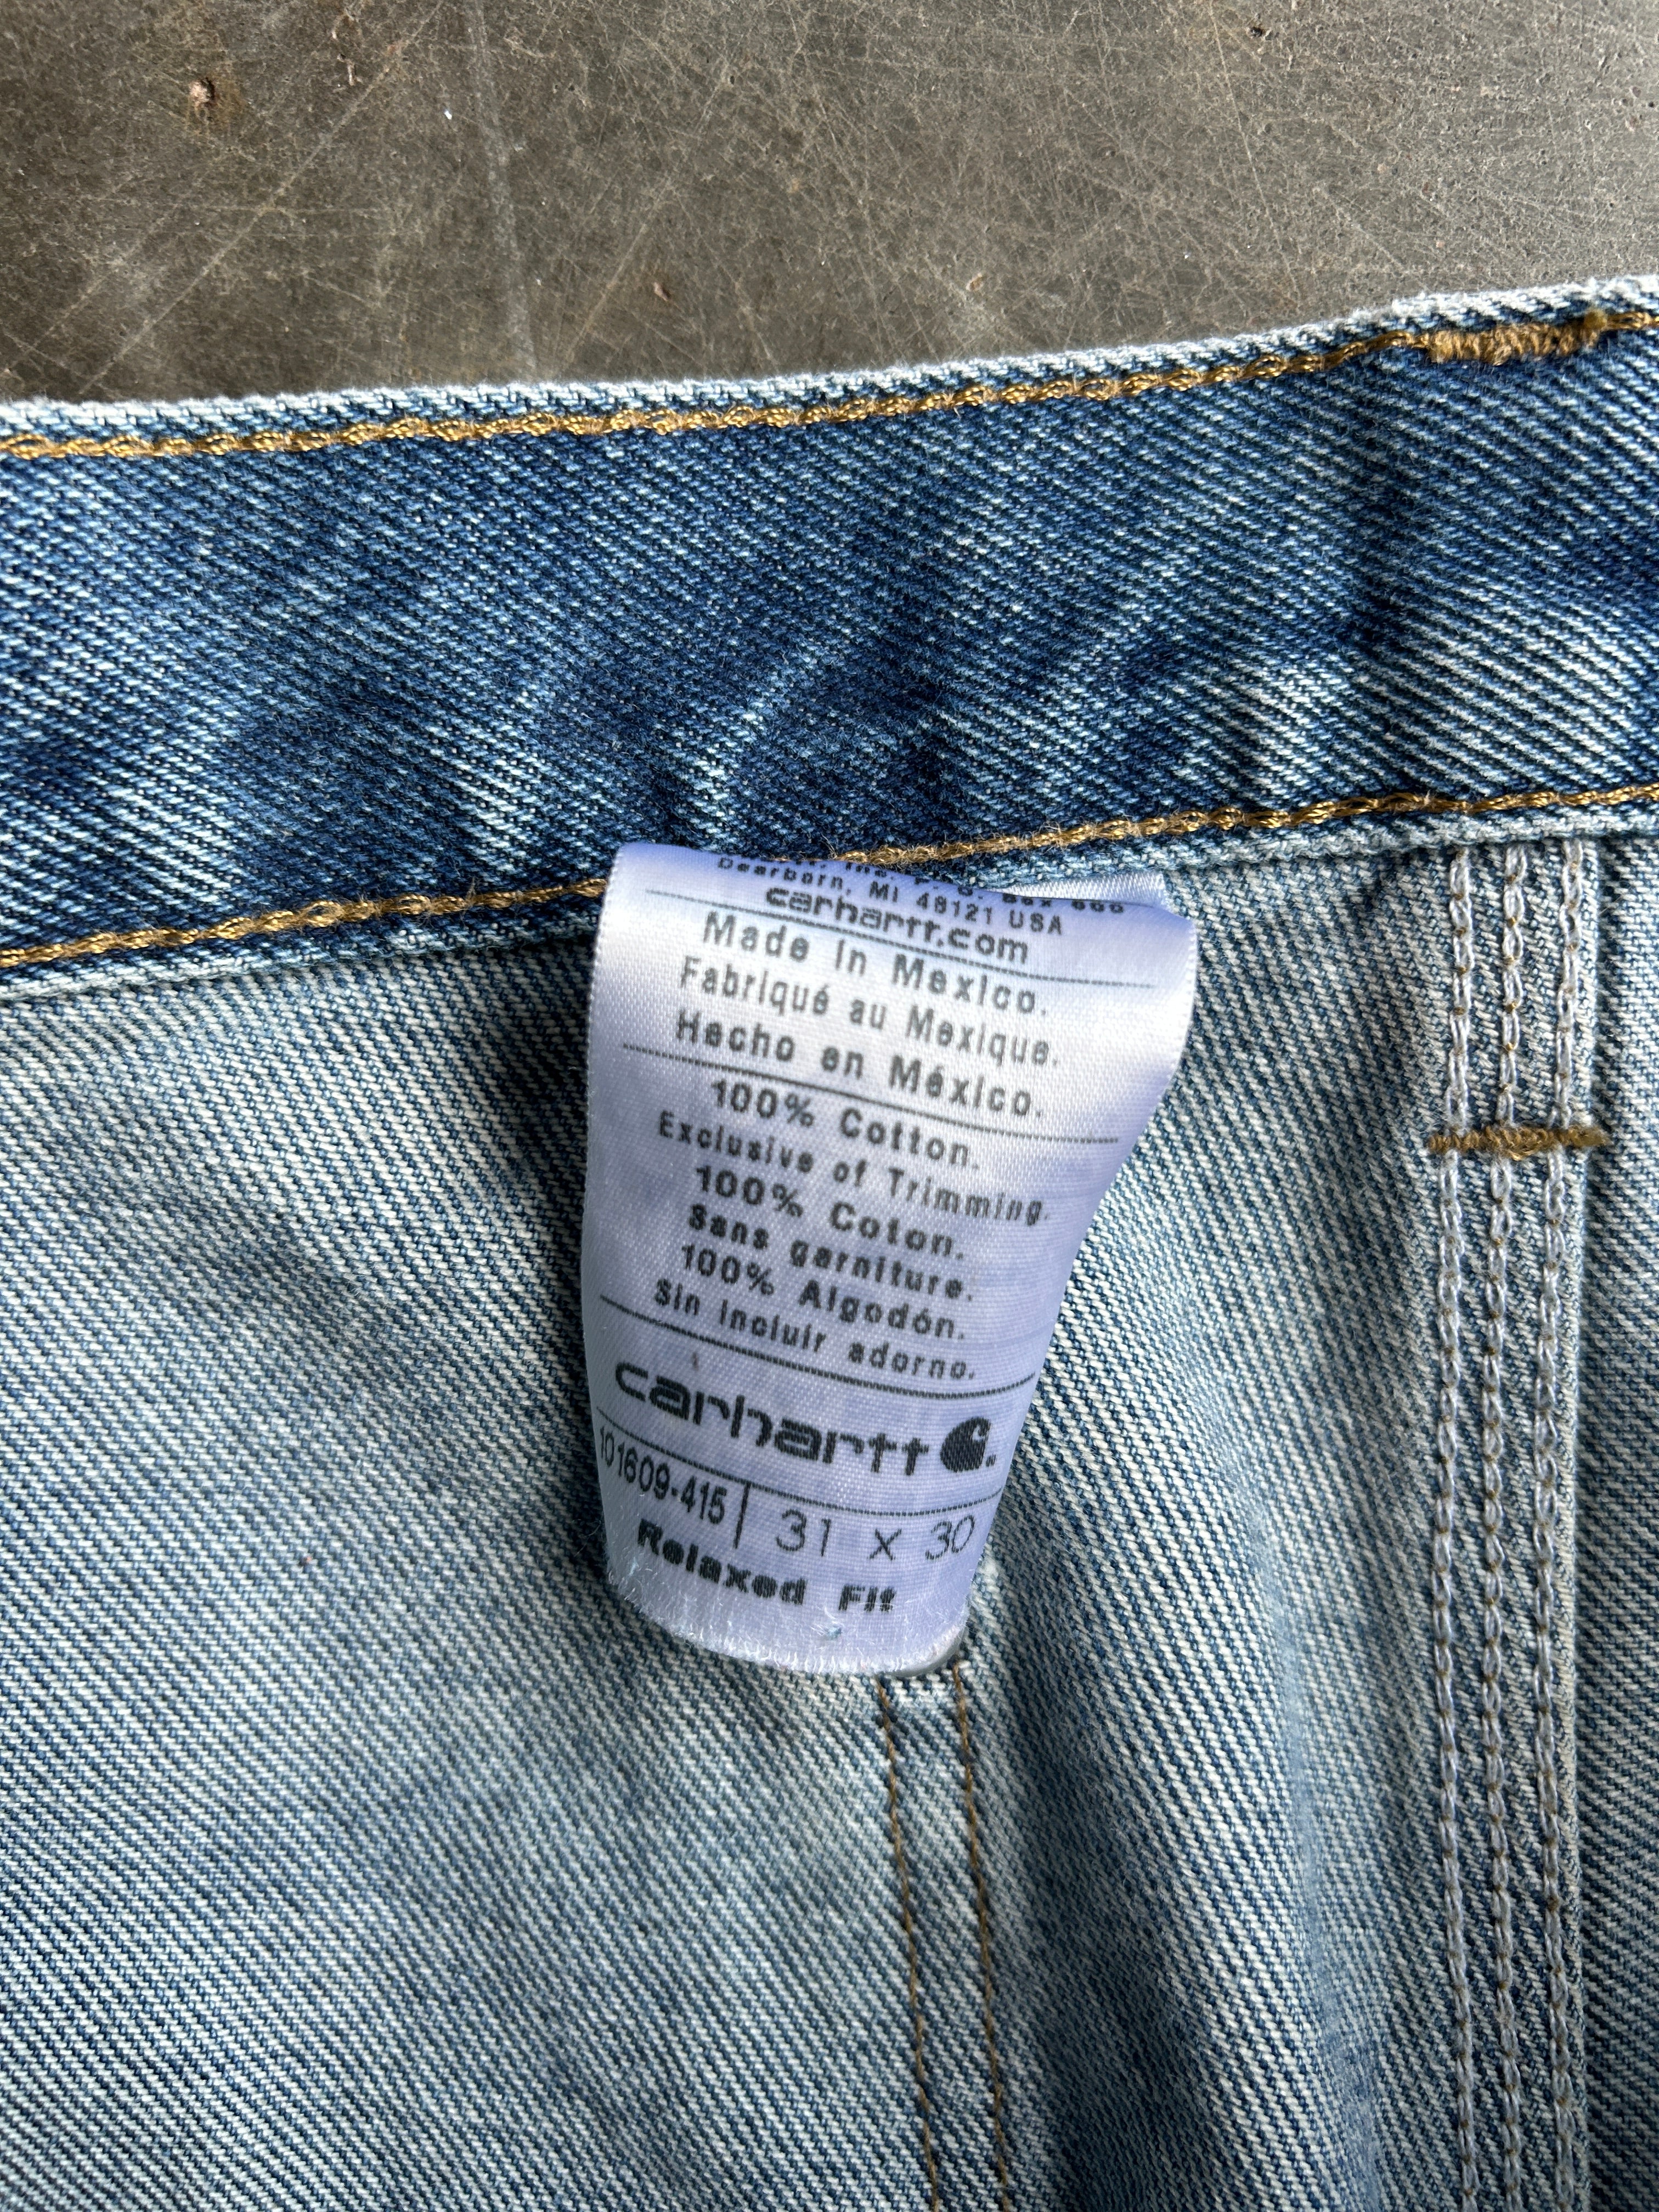 Dearborn, MI 48121 USA
carhartt.com
Made in Mexico.
Fabriqué au Mexique.
Hecho en México.
100% Cotton.
Exclusive of Trimming.
100% Coton.
sans garniture.
100% Algodón.
Sin incluir adorno.
carhartt
101609-415 | 31 x 30
Relaxed Fit